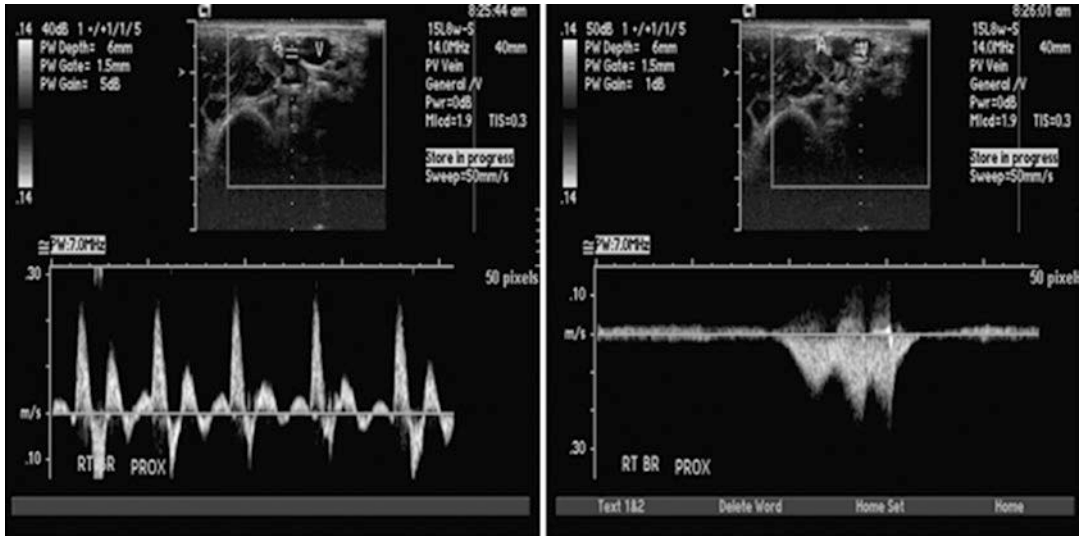 8:25:44 am
.14 40dB 1 +/+1/1/5
PW Depth= 6mm
PW Gate= 1.5mm
PW Gain= 5dB
.14
A V
15L8w-S
14.0MHz 40mm
PV Vein
General /V
Pwr=0dB
MIcd=1.9 TIS=0.3
Store in progress
Sweep=50mm/s
PW:7.0MHz
50 pixels
.30
m/s
.10
RT BR PROX
8:26:01 am
.14 50dB 1 +/+1/1/5
PW Depth= 6mm
PW Gate= 1.5mm
PW Gain= 1dB
.14
A V
15L8w-S
14.0MHz 40mm
PV Vein
General /V
Pwr=0dB
MIcd=1.9 TIS=0.3
Store in progress
Sweep=50mm/s
PW:7.0MHz
50 pixels
.10
m/s
.30
RT BR PROX
Text 1&2 Delete Word Home Set Home